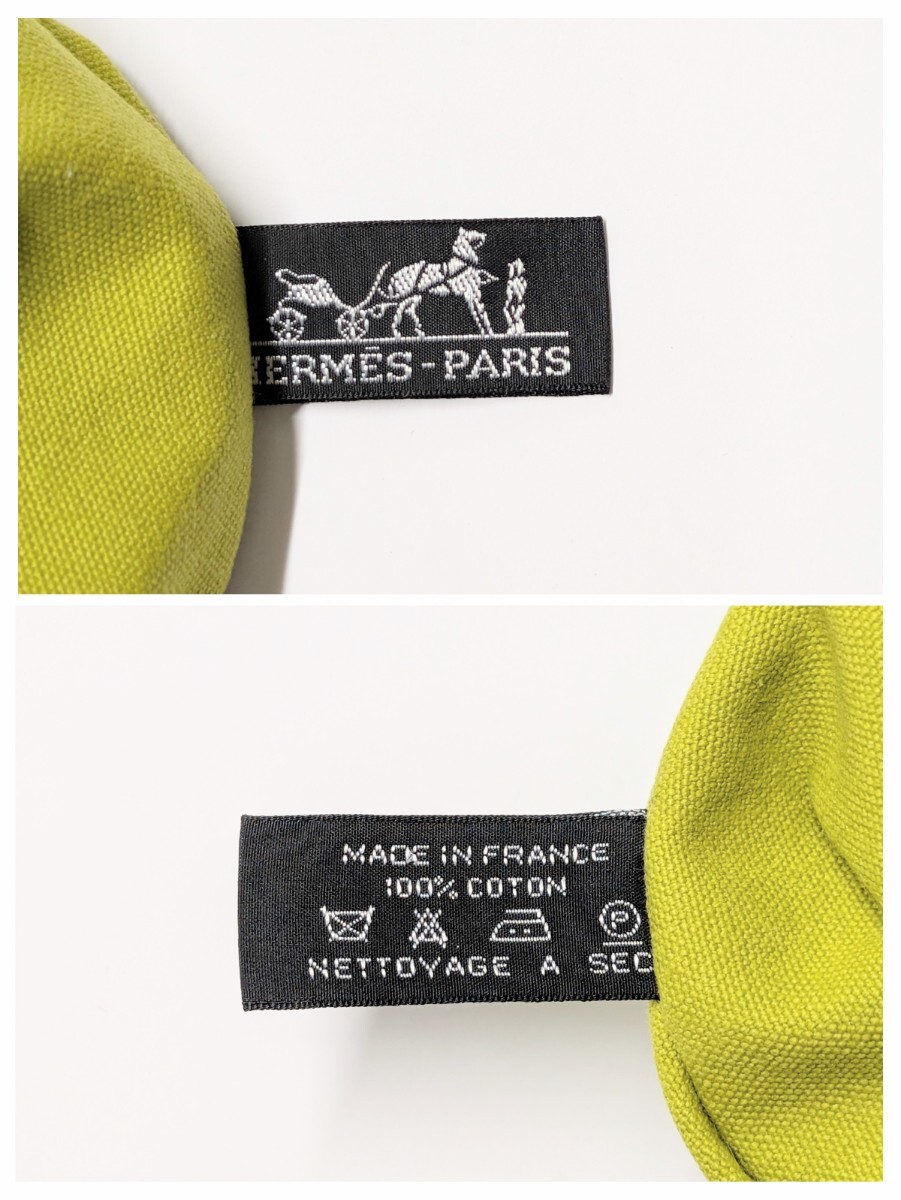 HERMÈS-PARIS
MADE IN FRANCE
100% COTON
P
NETTOYAGE A SEC